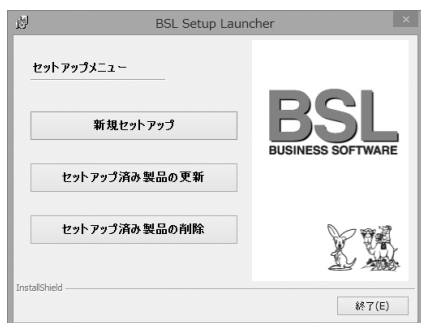 BSL Setup Launcher
セットアップメニュー
新規セットアップ
セットアップ済み製品の更新
セットアップ済み製品の削除
BSL
BUSINESS SOFTWARE
InstallShield
終了(E)